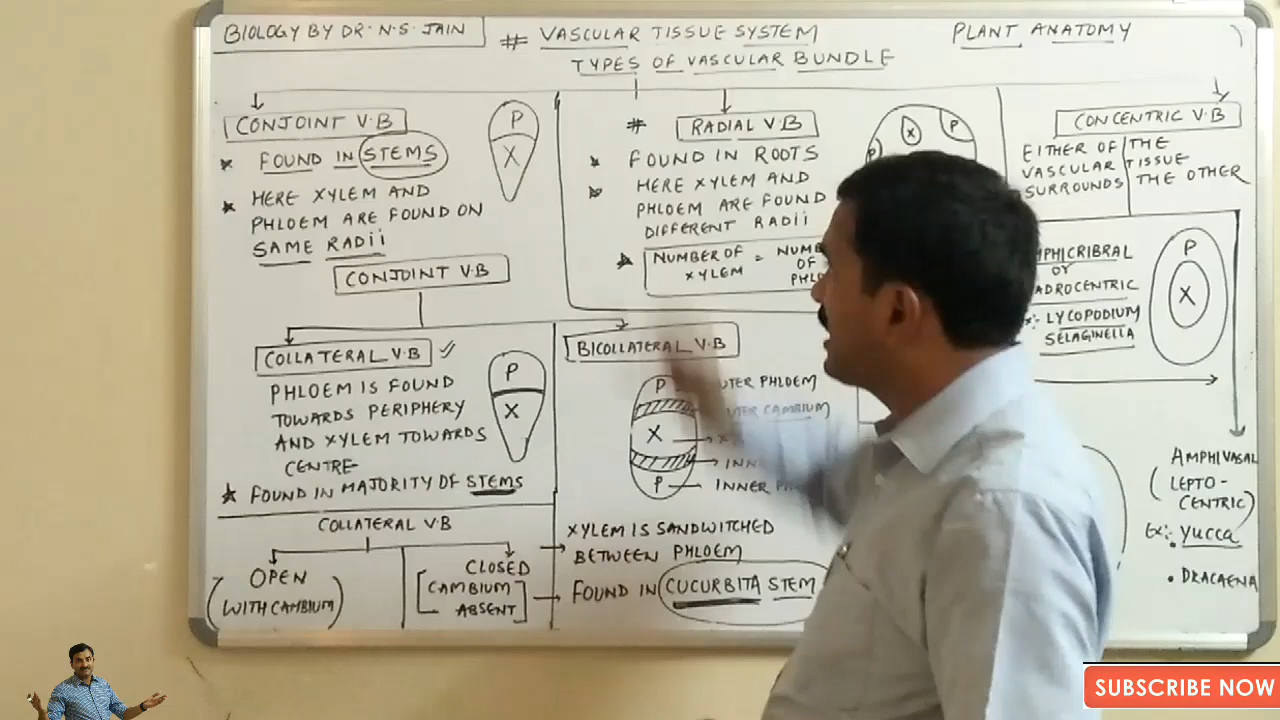 BIOLOGY BY DR. N.S. JAIN
# VASCULAR TISSUE SYSTEM
PLANT ANATOMY
TYPES OF VASCULAR BUNDLE
CONJOINT V.B
* FOUND IN STEMS
* HERE XYLEM AND
PHLOEM ARE FOUND ON
SAME RADII
P
X
CONJOINT V.B
# RADIAL V.B
* FOUND IN ROOTS
* HERE XYLEM AND
PHLOEM ARE FOUND
DIFFERENT RADII
* NUMBER OF =
XYLEM
OF
X
P
P
CONCENTRIC V.B
EITHER OF THE
VASCULAR TISSUE
SURROUNDS THE OTHER
OR
LYCOPODIUM
SELAGINELLA
P
X
COLLATERAL V.B
PHLOEM IS FOUND
TOWARDS PERIPHERY
AND XYLEM TOWARDS
CENTRE
* FOUND IN MAJORITY OF STEMS
P
X
COLLATERAL V.B
OPEN
(WITH CAMBIUM)
CLOSED
[CAMBIUM
ABSENT]
BICOLLATERAL V.B
P
PHLOEM
CAMBIUM
X
P
INNER
XYLEM IS SANDWITCHED
BETWEEN PHLOEM
FOUND IN CUCURBITA STEM
AMPHIVASAL
(LEPTO-
CENTRIC)
Ex:. YUCCA
. DRACAENA
SUBSCRIBE NOW